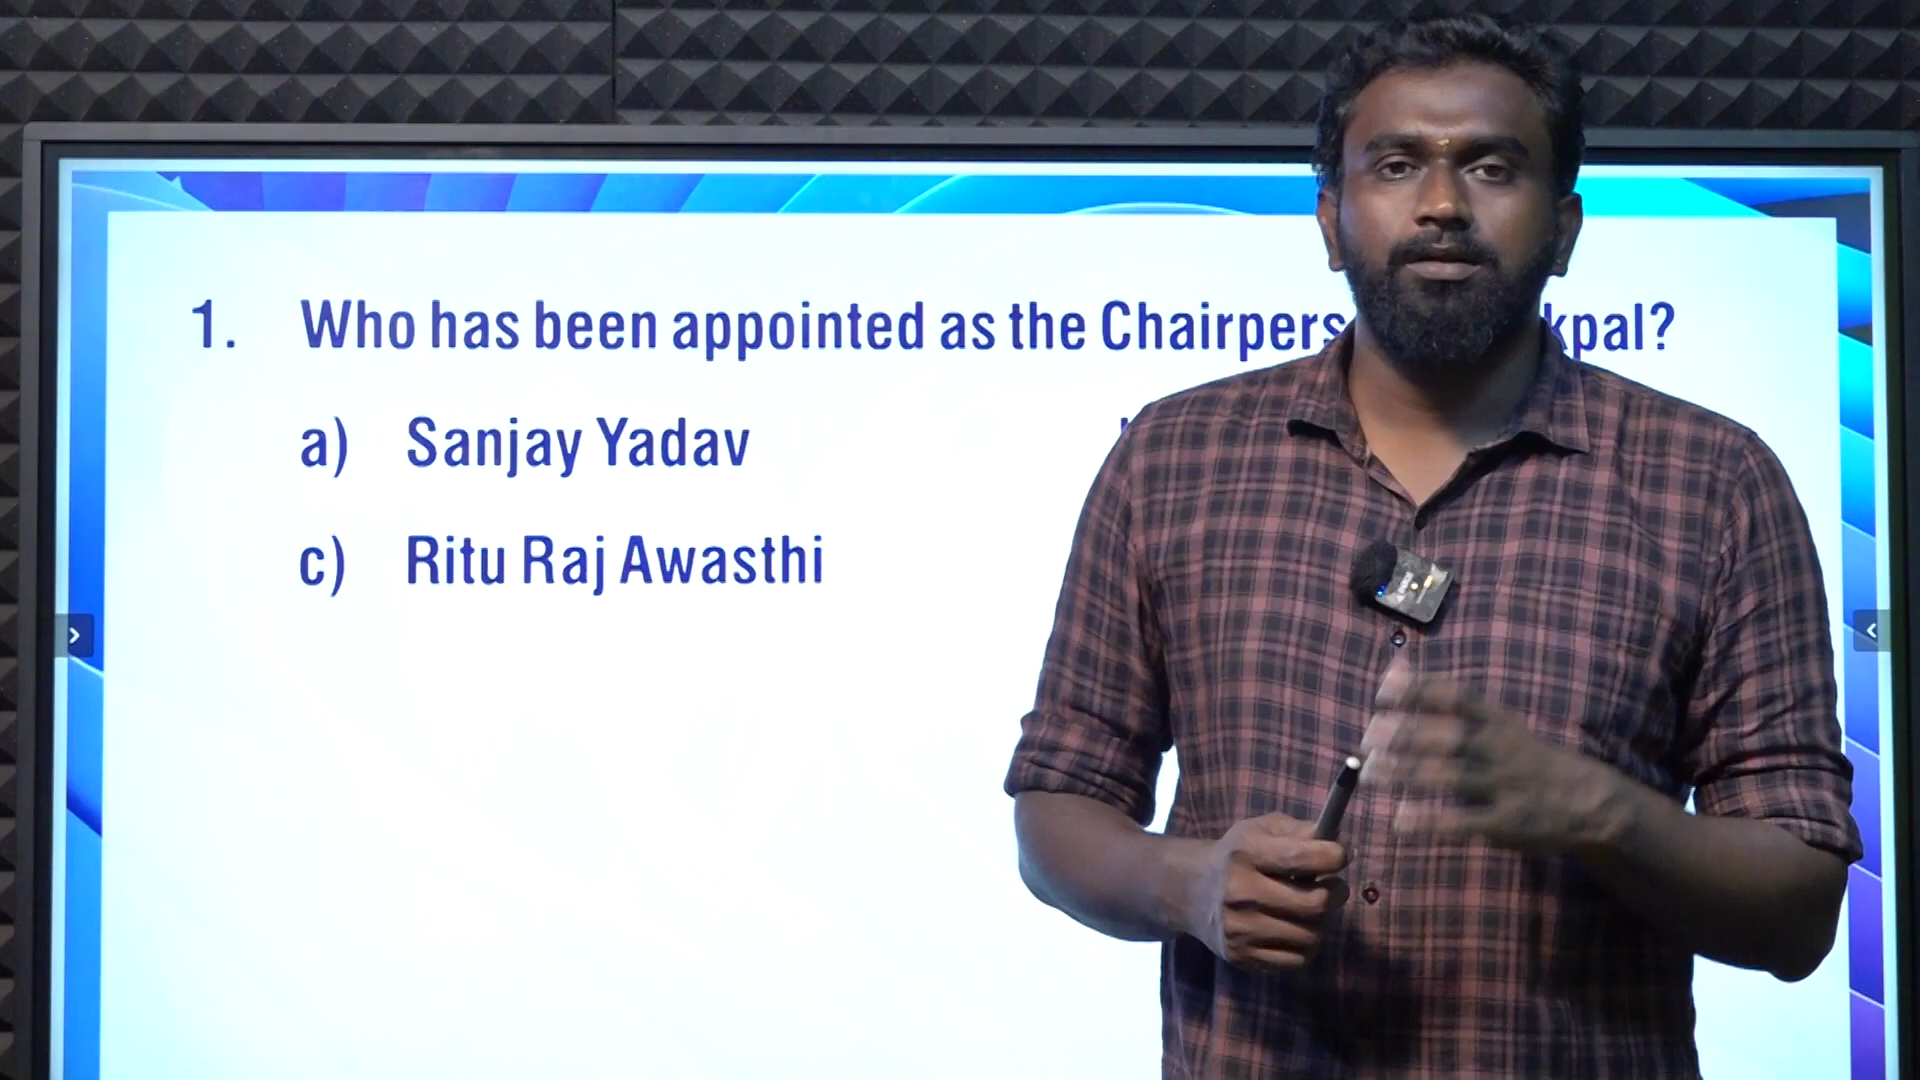 1. Who has been appointed as the Chairpers kpal?
a) Sanjay Yadav
c) Ritu Raj Awasthi